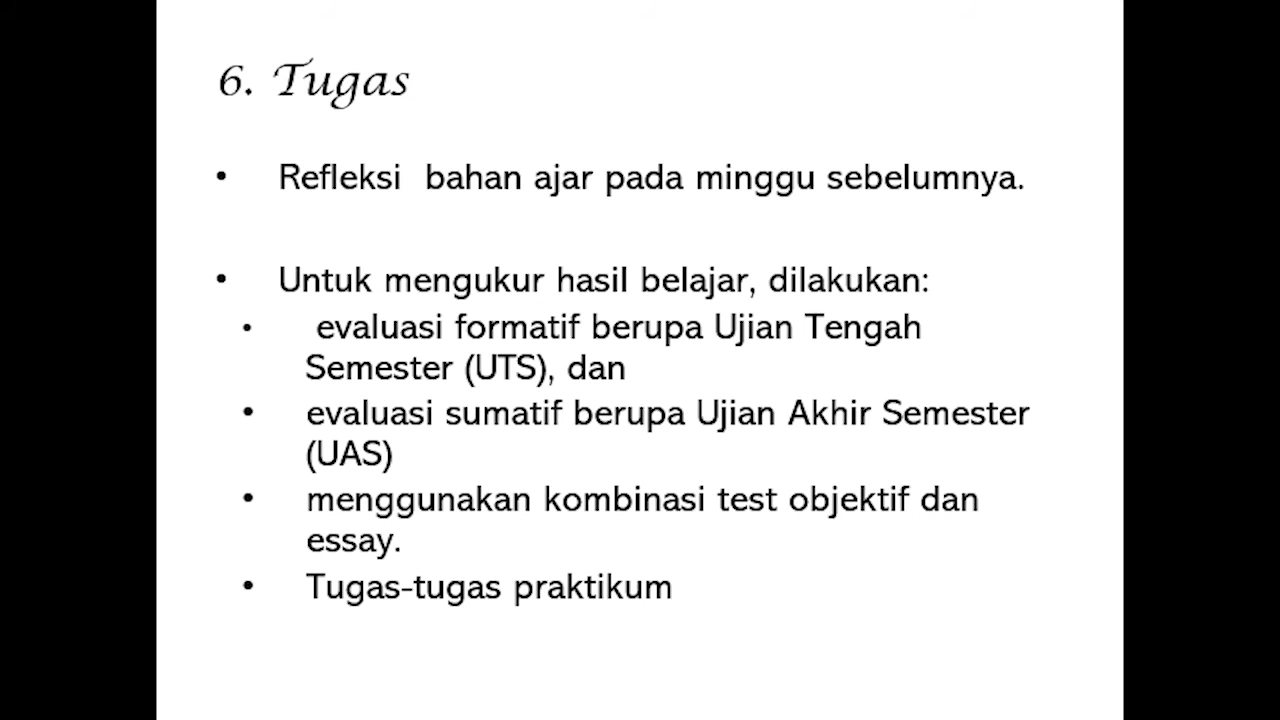 6. Tugas
• Refleksi  bahan ajar pada minggu sebelumnya.
• Untuk mengukur hasil belajar, dilakukan:
• evaluasi formatif berupa Ujian Tengah
Semester (UTS), dan
• evaluasi sumatif berupa Ujian Akhir Semester
(UAS)
• menggunakan kombinasi test objektif dan
essay.
• Tugas-tugas praktikum